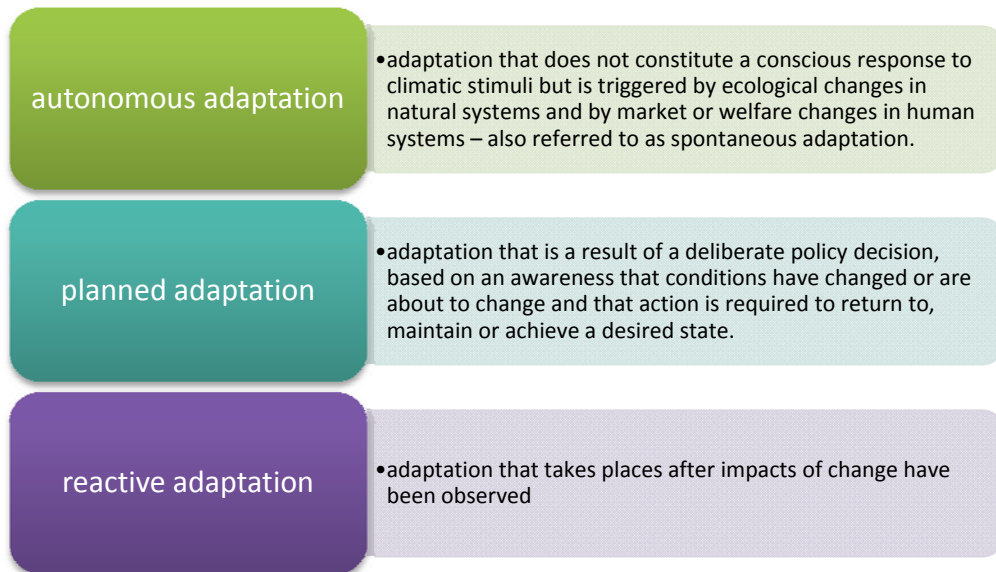 autonomous adaptation
•adaptation that does not constitute a conscious response to
climatic stimuli but is triggered by ecological changes in
natural systems and by market or welfare changes in human
systems – also referred to as spontaneous adaptation.
planned adaptation
•adaptation that is a result of a deliberate policy decision,
based on an awareness that conditions have changed or are
about to change and that action is required to return to,
maintain or achieve a desired state.
reactive adaptation
•adaptation that takes places after impacts of change have
been observed